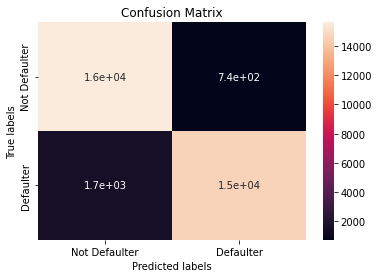 Confusion Matrix
True labels
Not Defaulter
Defaulter
1.6e+04
7.4e+02
1.7e+03
1.5e+04
Not Defaulter
Defaulter
Predicted labels
14000
12000
10000
8000
6000
4000
2000